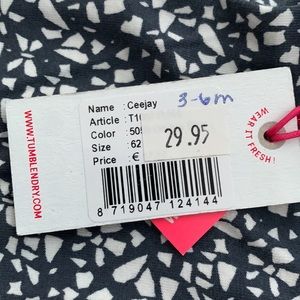 Name : Ceejay
3-6m
Article : T10
Color : 505
Size : 62
Price : €
29.95
8 719047 124144
WWW.TUMBLENDRY.COM
WEAR IT FRESH!